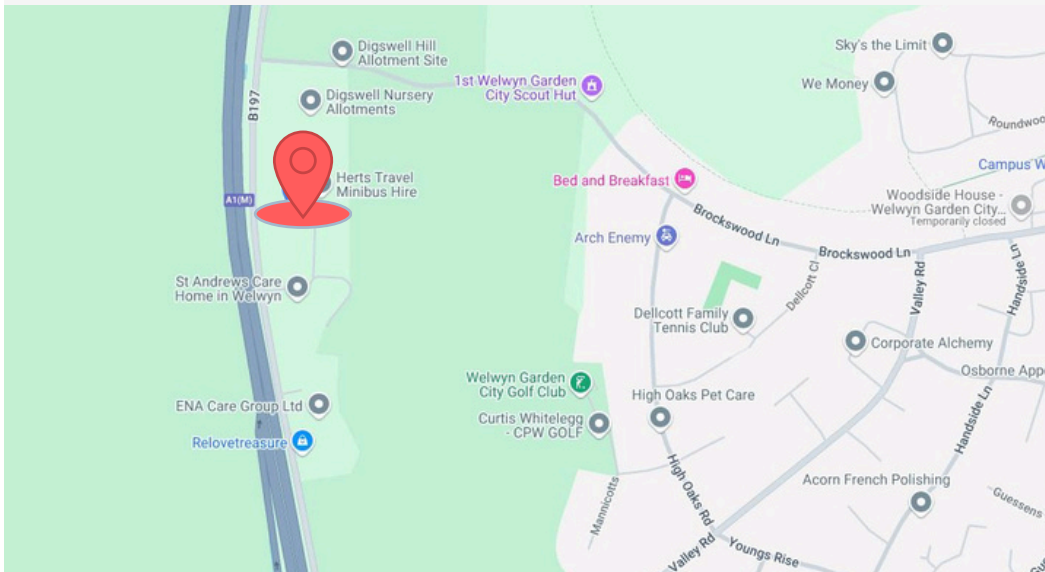 Digswell Hill
Allotment Site
Sky's the Limit
1st Welwyn Garden
City Scout Hut
We Money
Digswell Nursery
Allotments
B197
Roundwoo
Herts Travel
Minibus Hire
Bed and Breakfast
Campus W
A1(M)
Woodside House -
Welwyn Garden City...
Temporarily closed
Arch Enemy
Brockswood Ln
Brockswood Ln
St Andrews Care
Home in Welwyn
Dellcott Cl
Valley Rd
Handside Ln
Dellcott Family
Tennis Club
Corporate Alchemy
Welwyn Garden
City Golf Club
Osborne Appo
ENA Care Group Ltd
High Oaks Pet Care
Curtis Whitelegg
- CPW GOLF
Handside Ln
Relovetreasure
High Oaks Rd
Acorn French Polishing
Mannicotts
Guessens
Valley Rd
Youngs Rise